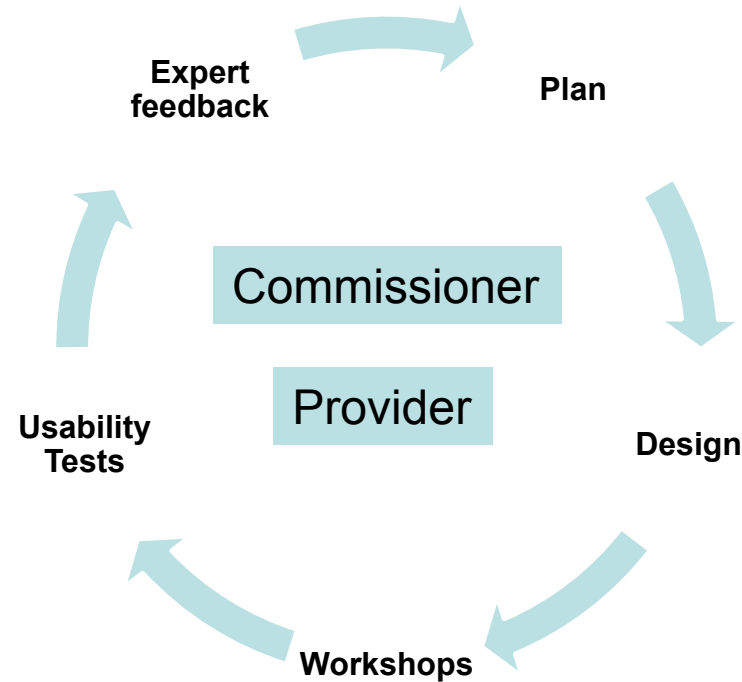 Expert
feedback
Plan
Commissioner
Provider
Usability
Tests
Design
Workshops